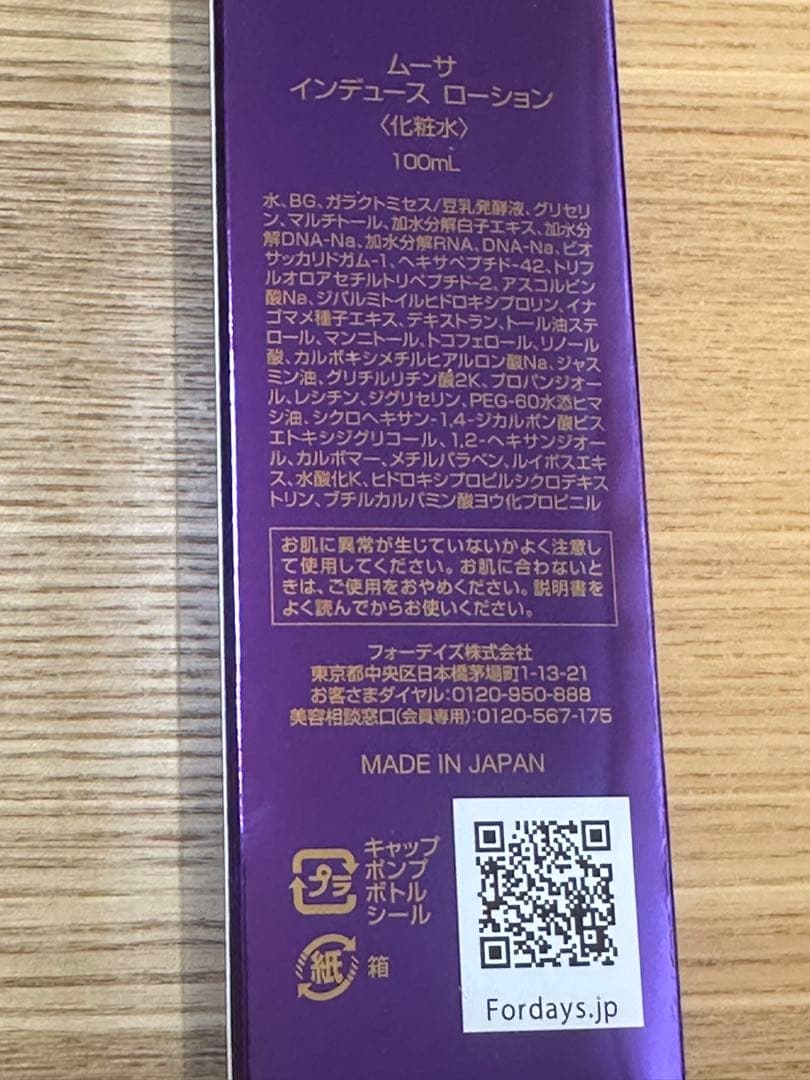 ムーサ
インデュース ローション
〈化粧水〉
100mL
水、BG、ガラクトミセス/豆乳発酵液、グリセリ
ン、マルチトール、加水分解白子エキス、加水分
解DNA-Na、加水分解RNA、DNA-Na、ビオ
サッカリドガム-1、ヘキサペプチド-42、トリフ
ルオロアセチルトリペプチド-2、アスコルビン
酸Na、ジパルミトイルヒドロキシプロリン、イナ
ゴマメ種子エキス、デキストラン、トール油ステ
ロール、マンニトール、トコフェロール、リノール
酸、カルボキシメチルヒアルロン酸Na、ジャス
ミン油、グリチルリチン酸2K、プロパンジオー
ル、レシチン、ジグリセリン、PEG-60水添ヒマ
シ油、シクロヘキサン-1,4-ジカルボン酸ビス
エトキシジグリコール、1,2-ヘキサンジオー
ル、カルボマー、メチルパラベン、ルイボスエキ
ス、水酸化K、ヒドロキシプロピルシクロデキス
トリン、ブチルカルバミン酸ヨウ化プロピニル
お肌に異常が生じていないかよく注意し
て使用してください。お肌に合わないと
きは、ご使用をおやめください。説明書を
よく読んでからお使いください。
フォーデイズ株式会社
東京都中央区日本橋茅場町1-13-21
お客さまダイヤル:0120-950-888
美容相談窓口(会員専用):0120-567-175
MADE IN JAPAN
プラ
キャップ
ポンプ
ボトル
シール
紙
箱
Fordays.jp